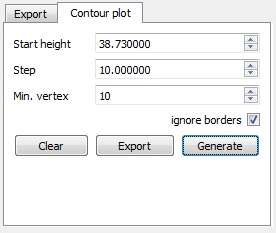 Export Contour plot
Start height 38.730000
Step 10.000000
Min. vertex 10
ignore borders
Clear Export Generate